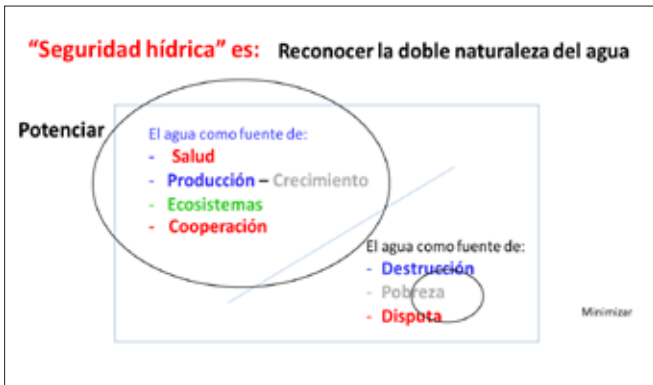 “Seguridad hídrica” es: Reconocer la doble naturaleza del agua
Potenciar
El agua como fuente de:
- Salud
- Producción – Crecimiento
- Ecosistemas
- Cooperación
El agua como fuente de:
- Destrucción
- Pobreza
- Disputa
Minimizar